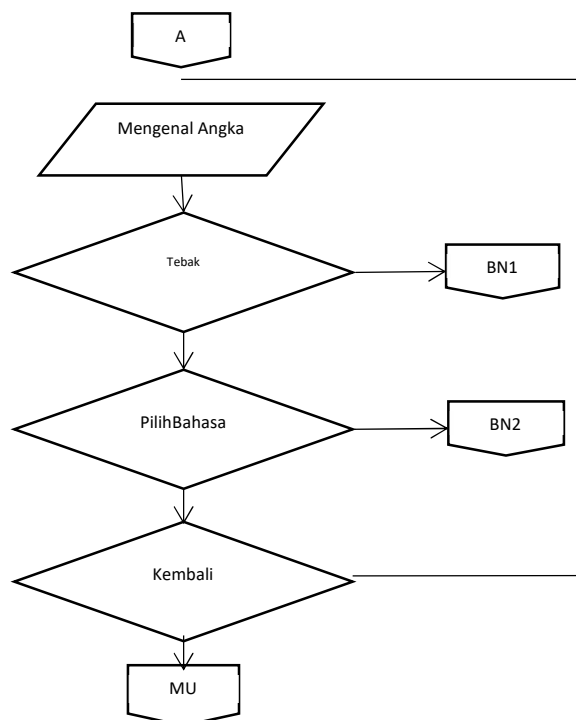 A
Mengenal Angka
Tebak
BN1
PilihBahasa
BN2
Kembali
MU